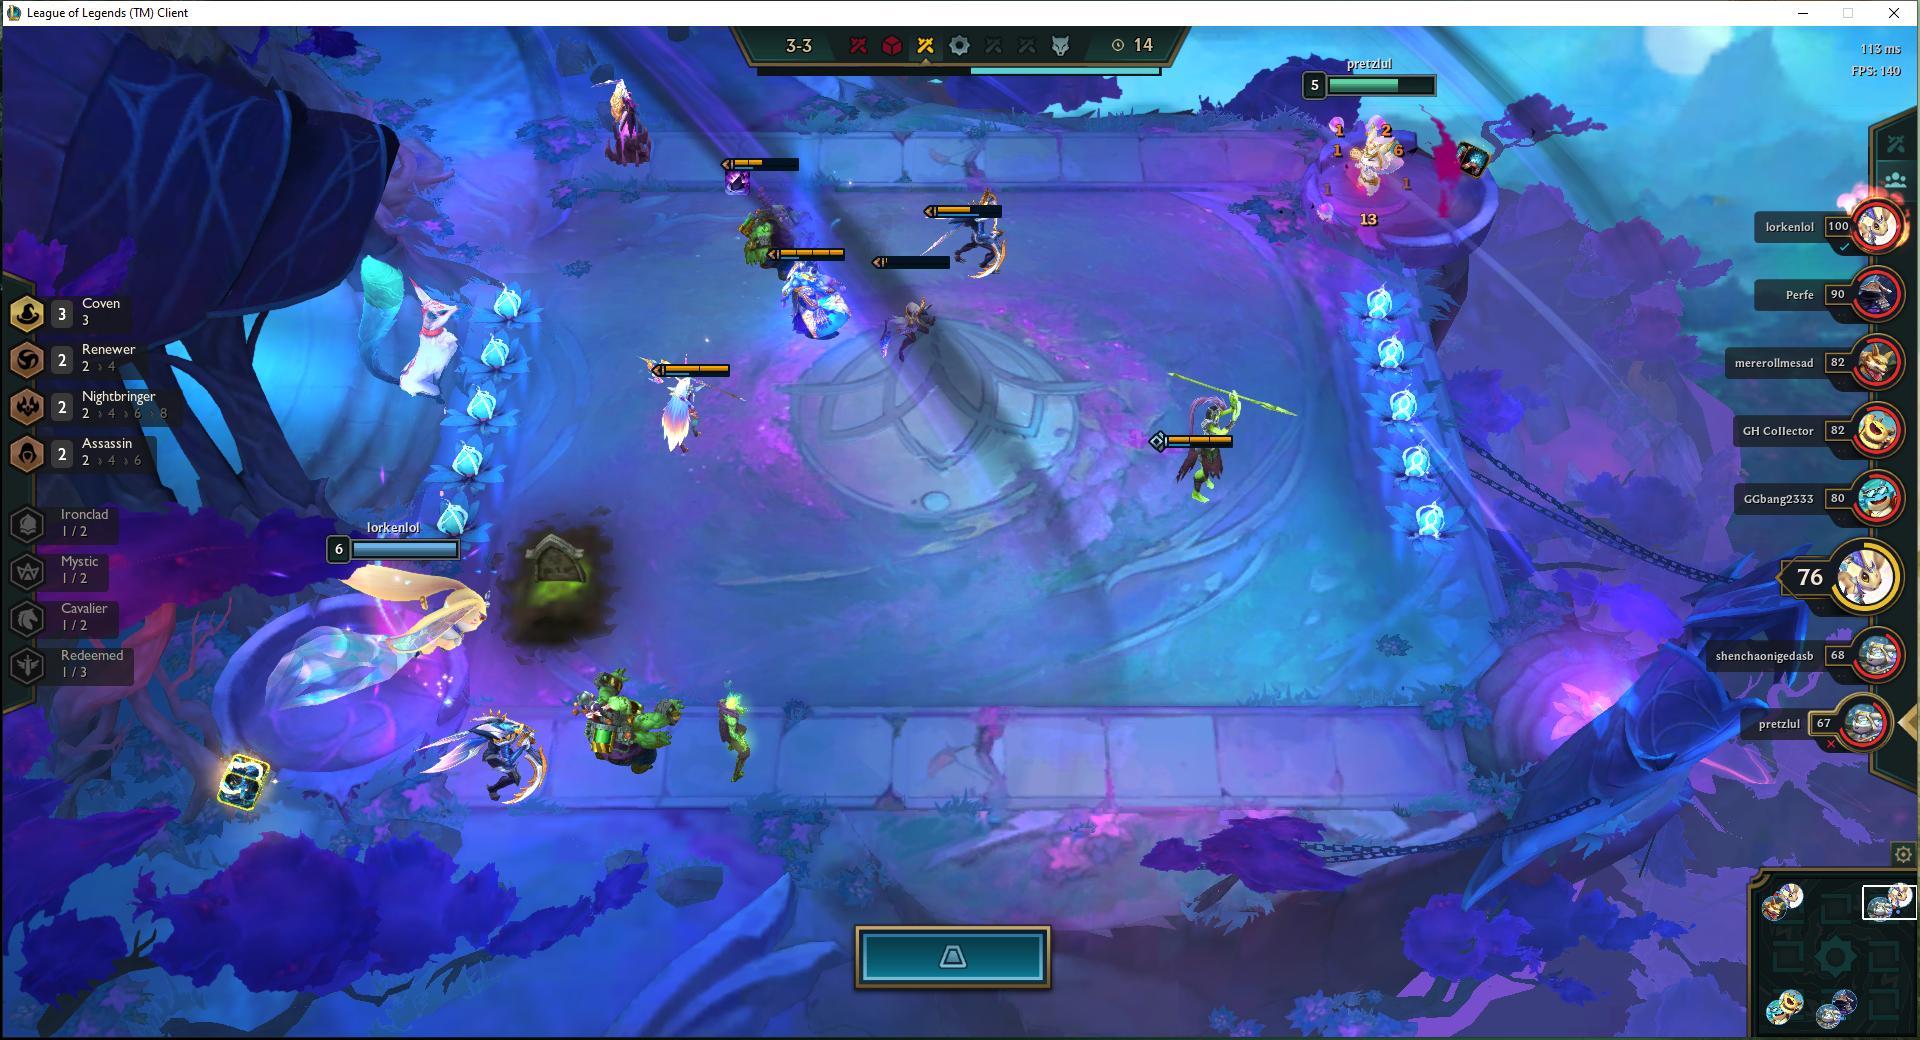 League of Legends (TM) Client
3-3
14
113 ms
FPS: 140
pretzlul
5
1
2
1
6
1
1
13
lorkenlol
100
Perfe
90
mererollmesad
82
GH Collector
82
GGbang2333
80
76
shenchaonigedasb
68
pretzlul
67
3
Coven
3
2
Renewer
2 › 4
2
Nightbringer
2 › 4 › 6 › 8
2
Assassin
2 › 4 › 6
Ironclad
1 / 2
Mystic
1 / 2
Cavalier
1 / 2
Redeemed
1 / 3
lorkenlol
6